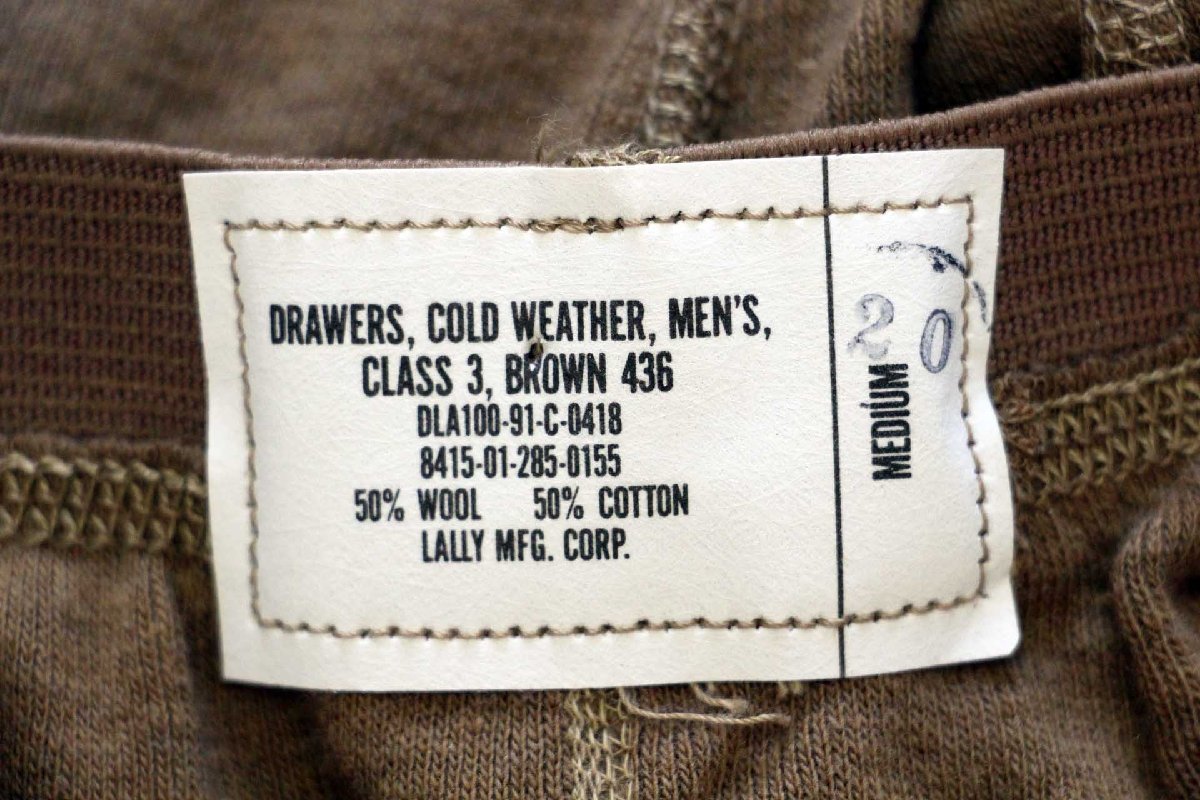 DRAWERS, COLD WEATHER, MEN'S,
CLASS 3, BROWN 436
DLA100-91-C-0418
8415-01-285-0155
50% WOOL 50% COTTON
LALLY MFG. CORP.
MEDIUM
20